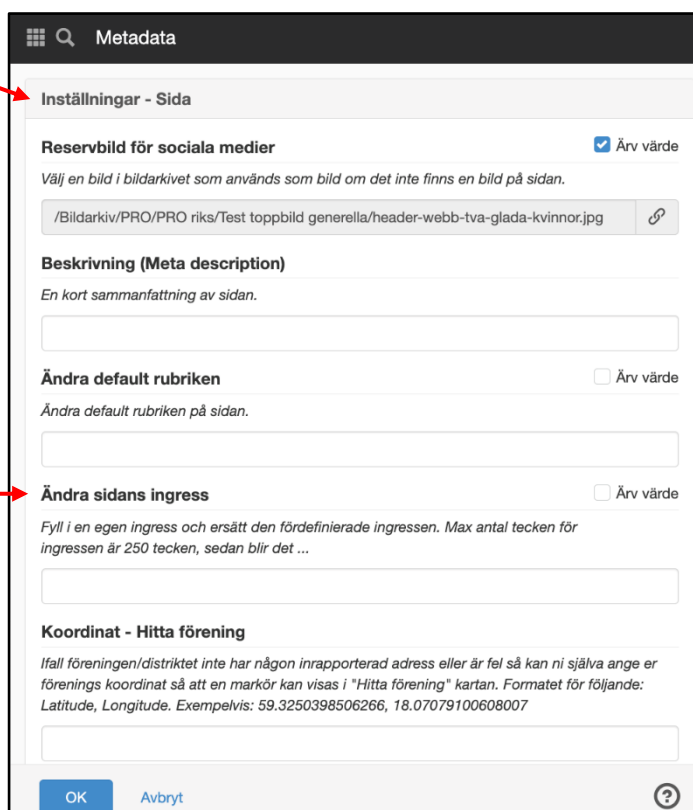 Metadata
Inställningar - Sida
Reservbild för sociala medier
Ärv värde
Välj en bild i bildarkivet som används som bild om det inte finns en bild på sidan.
/Bildarkiv/PRO/PRO riks/Test toppbild generella/header-webb-tva-glada-kvinnor.jpg
Beskrivning (Meta description)
En kort sammanfattning av sidan.
Ändra default rubriken
Ärv värde
Ändra default rubriken på sidan.
Ändra sidans ingress
Ärv värde
Fyll i en egen ingress och ersätt den fördefinierade ingressen. Max antal tecken för
ingressen är 250 tecken, sedan blir det ...
Koordinat - Hitta förening
Ifall föreningen/distriktet inte har någon inrapporterad adress eller är fel så kan ni själva ange er
förenings koordinat så att en markör kan visas i "Hitta förening" kartan. Formatet för följande:
Latitude, Longitude. Exempelvis: 59.3250398506266, 18.07079100608007
OK
Avbryt
?